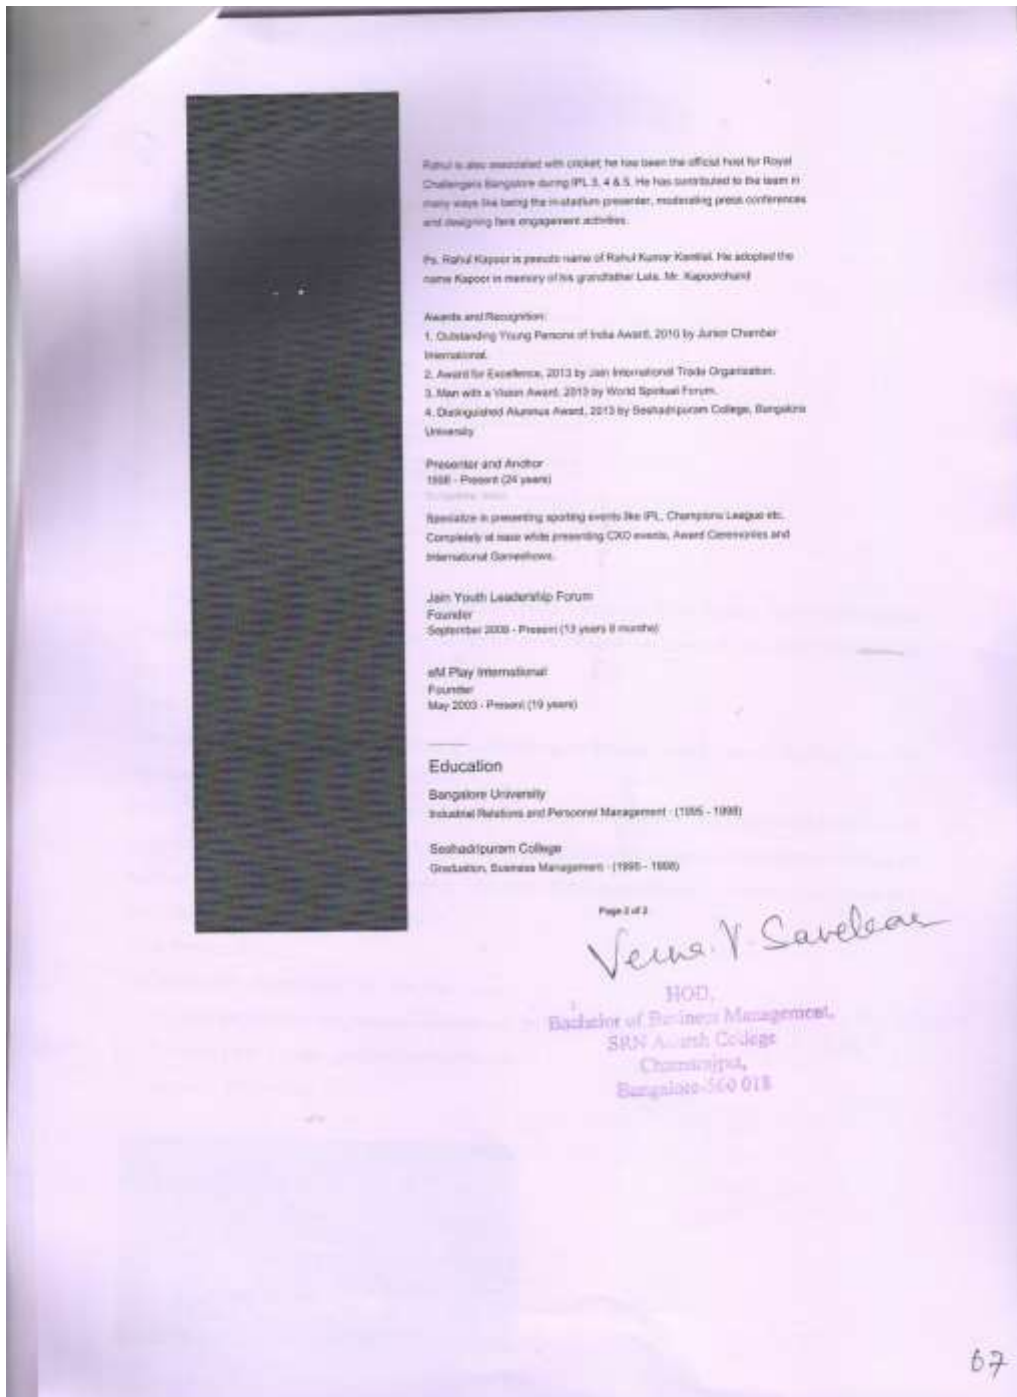 Rahul is also associated with cricket; he has been the official host for Royal
Challengers Bangalore during IPL 3, 4 & 5. He has contributed to the team in
many ways like being the in-stadium presenter, moderating press conferences
and designing fans engagement activities.
Ps. Rahul Kapoor is pseudo name of Rahul Kumar. He adopted the
name Kapoor in memory of his grandfather Late. Mr. Kapoorchand
Awards and Recognition:
1. Outstanding Young Persons of India Award, 2010 by Junior Chamber
International.
2. Award for Excellence, 2013 by Jain International Trade Organisation.
3. Man with a Vision Award, 2013 by World Spiritual Forum.
4. Distinguished Alumnus Award, 2013 by Seshadripuram College, Bangalore
University
Presenter and Anchor
1998 - Present (24 years)
Specialize in presenting sporting events like IPL, Champions League etc.
Completely at ease while presenting CXO events, Award Ceremonies and
International Gameshows.
Jain Youth Leadership Forum
Founder
September 2008 - Present (13 years 8 months)
eM Play International
Founder
May 2003 - Present (19 years)
Education
Bangalore University
Industrial Relations and Personnel Management · (1995 - 1998)
Seshadripuram College
Graduation, Business Management · (1995 - 1998)
Page 2 of 2
V. Savekar
HOD,
Bachelor of Business Management,
SRN Adarsh College
Chamrajpet,
Bangalore-560 018
67